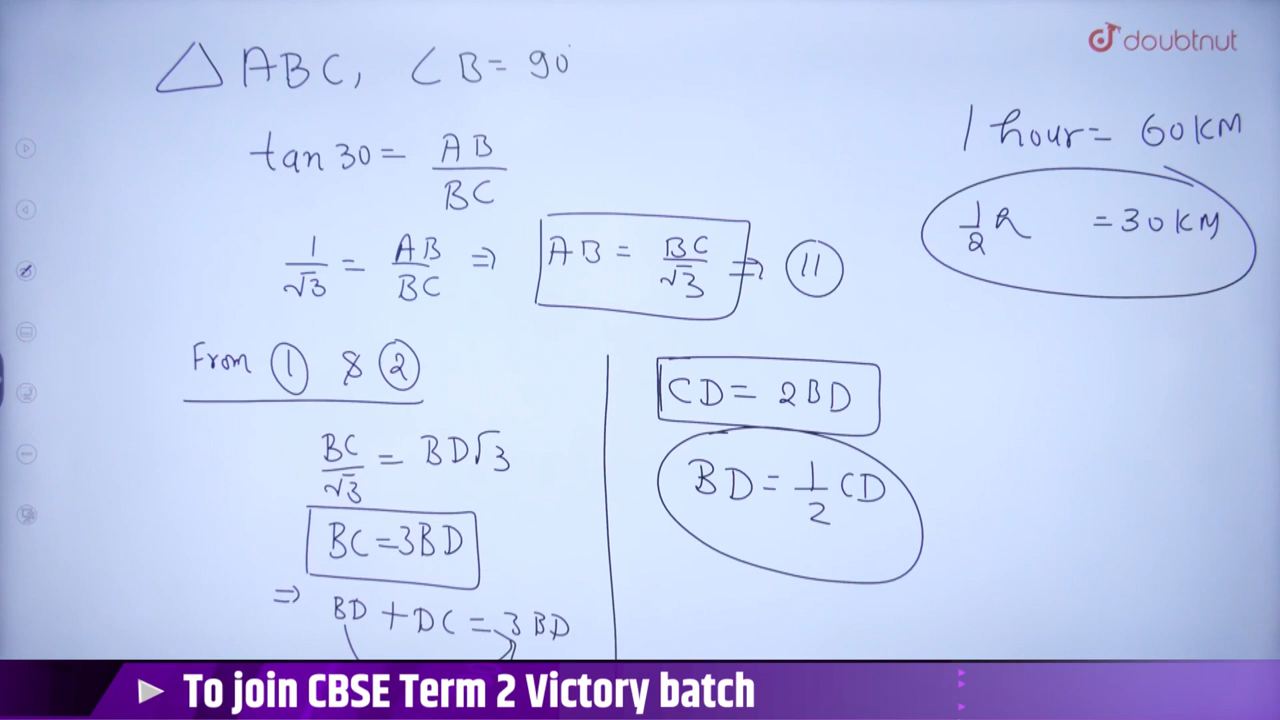 doubtnut
△ ABC, ∠B = 90°
tan 30 = AB/BC
1/√3 = AB/BC ⇒ AB = BC/√3 ⇒ (11)
1 hour = 60 KM
1/2 h = 30 KM
From (1) & (2)
BC/√3 = BD√3
BC = 3BD
⇒ BD + DC = 3BD
CD = 2BD
BD = 1/2 CD
To join CBSE Term 2 Victory batch